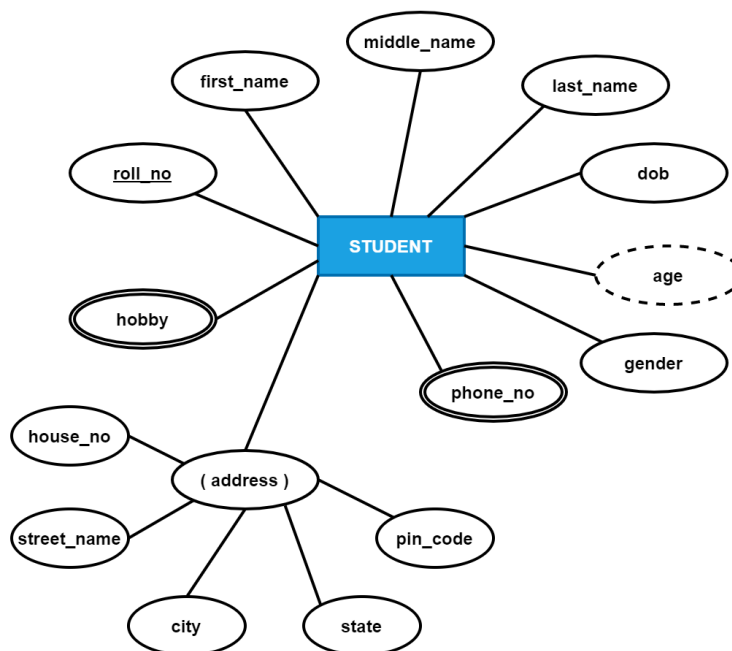 middle_name
first_name
last_name
roll_no
dob
STUDENT
age
hobby
gender
phone_no
house_no
( address )
street_name
pin_code
city
state